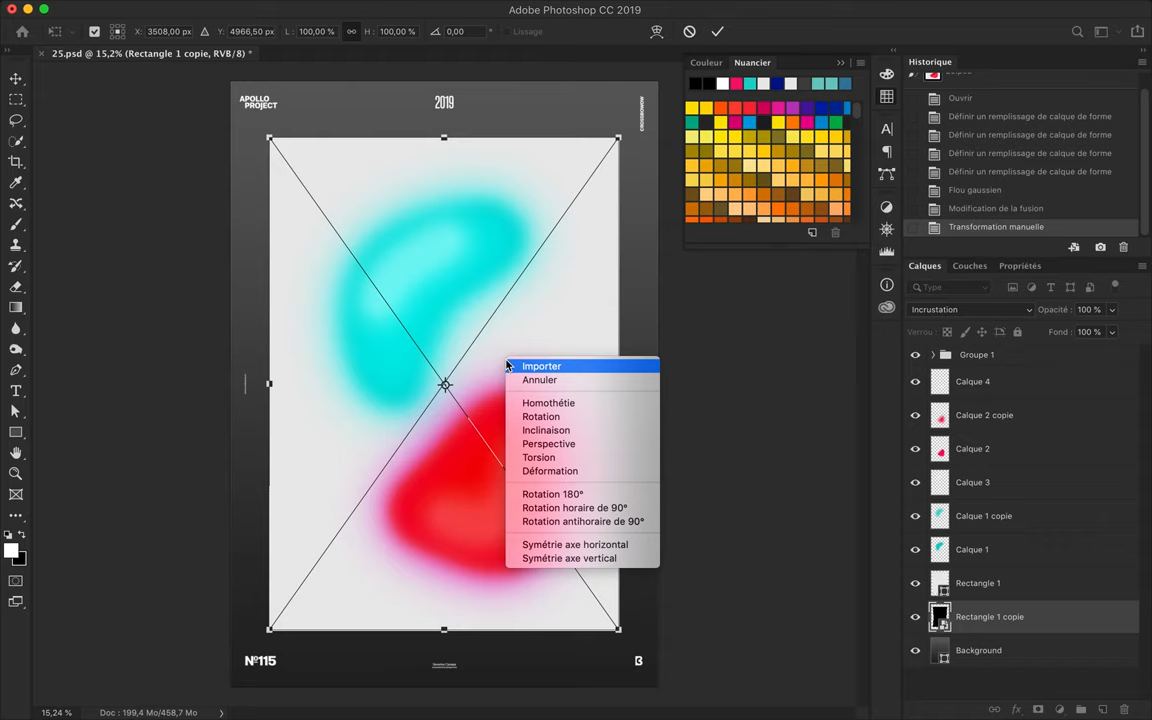 Adobe Photoshop CC 2019
X: 3508,00 px
Y: 4966,50 px
L: 100,00 %
H: 100,00 %
0,00
Lissage
25.psd @ 15,2% (Rectangle 1 copie, RVB/8) *
Couleur
Nuancier
Historique
Ouvrir
Définir un remplissage de calque de forme
Définir un remplissage de calque de forme
Définir un remplissage de calque de forme
Définir un remplissage de calque de forme
Flou gaussien
Modification de la fusion
Transformation manuelle
APOLLO
PROJECT
2019
CROSSBROWW
Importer
Annuler
Homothétie
Rotation
Inclinaison
Perspective
Torsion
Déformation
Rotation 180°
Rotation horaire de 90°
Rotation antihoraire de 90°
Symétrie axe horizontal
Symétrie axe vertical
Nº115
B
Calques
Couches
Propriétés
Type
Incrustation
Opacité : 100 %
Verrou :
Fond : 100 %
Groupe 1
Calque 4
Calque 2 copie
Calque 2
Calque 3
Calque 1 copie
Calque 1
Rectangle 1
Rectangle 1 copie
Background
15,24 %
Doc : 199,4 Mo/458,7 Mo